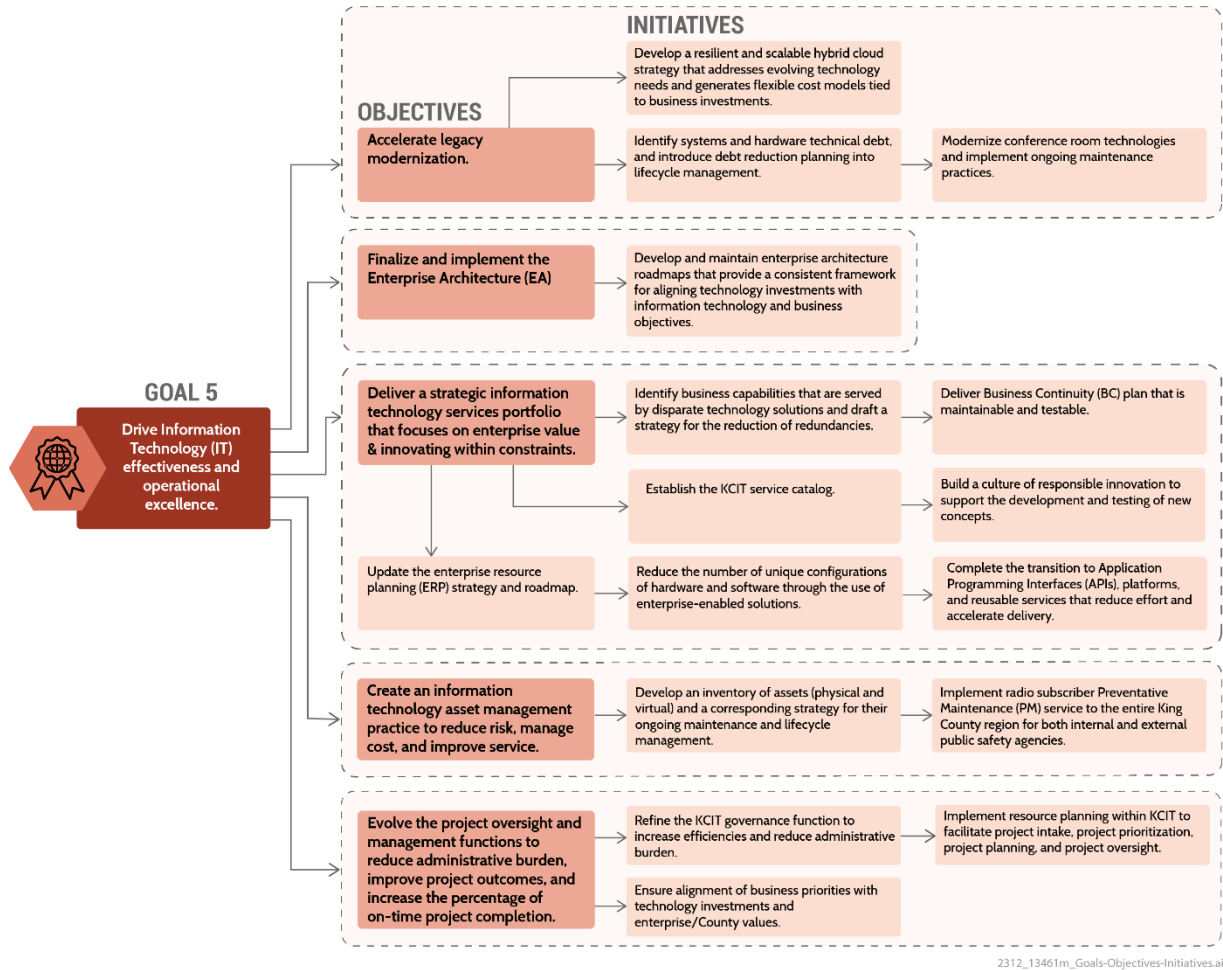 INITIATIVES
Develop a resilient and scalable hybrid cloud
strategy that addresses evolving technology
needs and generates flexible cost models tied
to business investments.
OBJECTIVES
Accelerate legacy
modernization.
Identify systems and hardware technical debt,
and introduce debt reduction planning into
lifecycle management.
Modernize conference room technologies
and implement ongoing maintenance
practices.
Finalize and implement the
Enterprise Architecture (EA)
Develop and maintain enterprise architecture
roadmaps that provide a consistent framework
for aligning technology investments with
information technology and business
objectives.
GOAL 5
Drive Information
Technology (IT)
effectiveness and
operational
excellence.
Deliver a strategic information
technology services portfolio
that focuses on enterprise value
& innovating within constraints.
Identify business capabilities that are served
by disparate technology solutions and draft a
strategy for the reduction of redundancies.
Deliver Business Continuity (BC) plan that is
maintainable and testable.
Establish the KCIT service catalog.
Build a culture of responsible innovation to
support the development and testing of new
concepts.
Update the enterprise resource
planning (ERP) strategy and roadmap.
Reduce the number of unique configurations
of hardware and software through the use of
enterprise-enabled solutions.
Complete the transition to Application
Programming Interfaces (APIs), platforms,
and reusable services that reduce effort and
accelerate delivery.
Create an information
technology asset management
practice to reduce risk, manage
cost, and improve service.
Develop an inventory of assets (physical and
virtual) and a corresponding strategy for their
ongoing maintenance and lifecycle
management.
Implement radio subscriber Preventative
Maintenance (PM) service to the entire King
County region for both internal and external
public safety agencies.
Evolve the project oversight and
management functions to
reduce administrative burden,
improve project outcomes, and
increase the percentage of
on-time project completion.
Refine the KCIT governance function to
increase efficiencies and reduce administrative
burden.
Implement resource planning within KCIT to
facilitate project intake, project prioritization,
project planning, and project oversight.
Ensure alignment of business priorities with
technology investments and
enterprise/County values.
2312_13461m_Goals-Objectives-Initiatives.ai